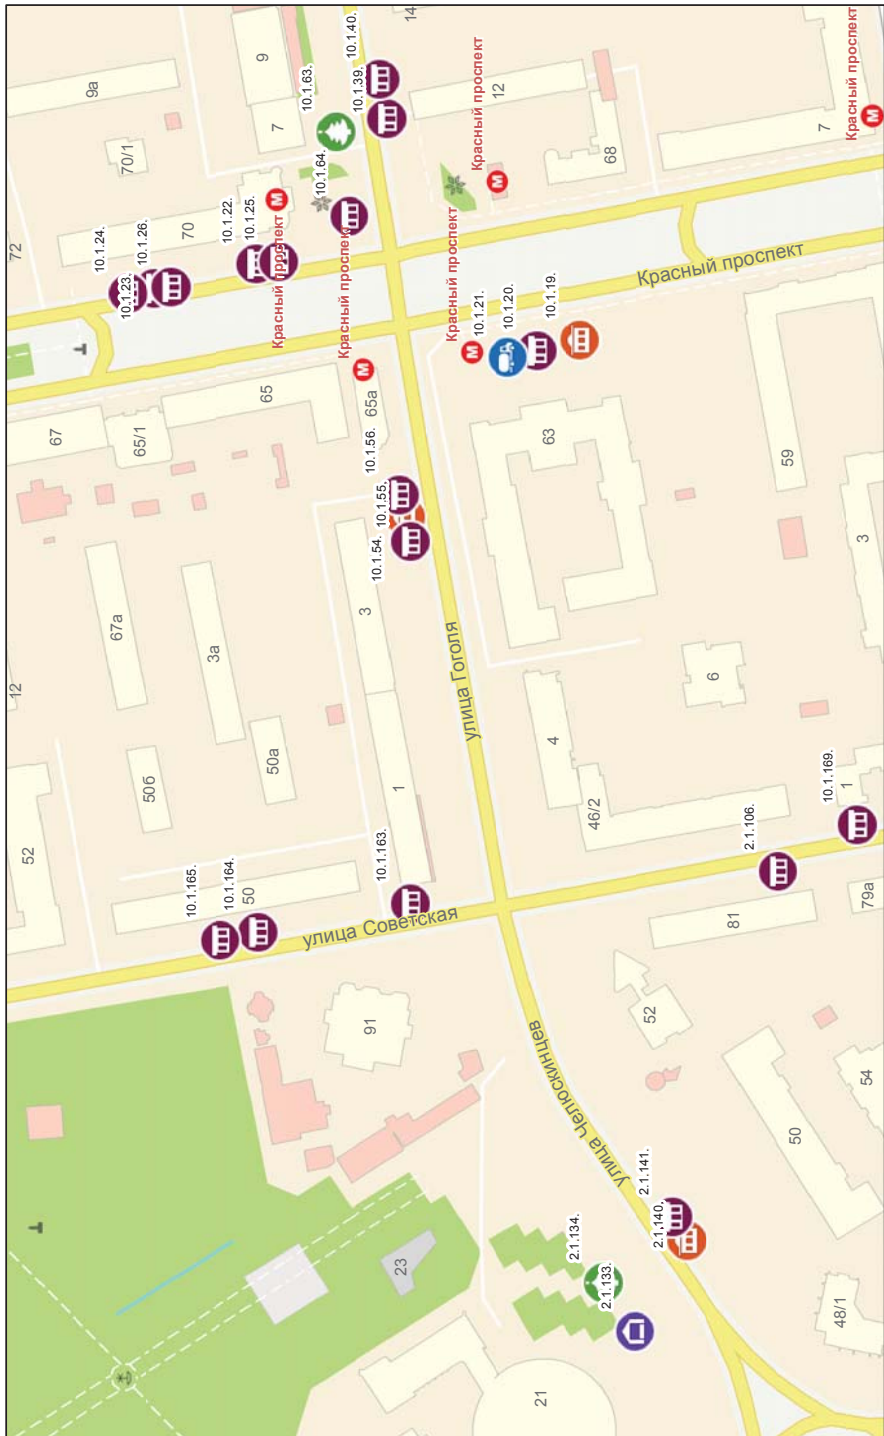 14
10.1.40.
9
9а
10.1.63.
10.1.39.
Красный проспект
12
7
7
Красный проспект
70/1
10.1.64.
68
72
10.1.24.
10.1.26.
70
10.1.22.
10.1.25.
10.1.23.
Красный проспект
Красный проспект
Красный проспект
10.1.21.
10.1.20.
10.1.19.
Красный проспект
67
65/1
65
65а
10.1.56.
63
59
10.1.55.
10.1.54.
3
3
67а
3а
улица Гоголя
12
6
4
50б
50а
1
46/2
2.1.106.
10.1.169.
1
52
10.1.165.
10.1.164.
50
10.1.163.
улица Советская
81
79а
91
52
улица Челюскинцев
54
50
23
2.1.141.
2.1.140.
2.1.134.
2.1.133.
48/1
21
М
М
М
М
М